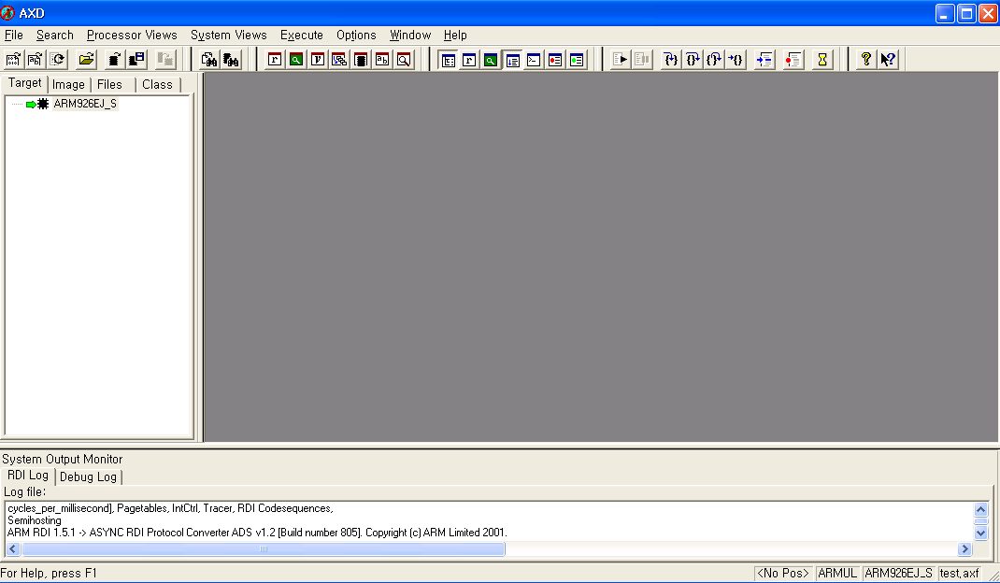 AXD
File Search Processor Views System Views Execute Options Window Help
Target Image Files Class
ARM926EJ_S
System Output Monitor
RDI Log Debug Log
Log file:
cycles_per_millisecond], Pagetables, IntCtrl, Tracer, RDI Codesequences,
Semihosting
ARM RDI 1.5.1 -> ASYNC RDI Protocol Converter ADS v1.2 [Build number 805]. Copyright (c) ARM Limited 2001.
For Help, press F1 <No Pos> ARMUL ARM926EJ_S test,axf